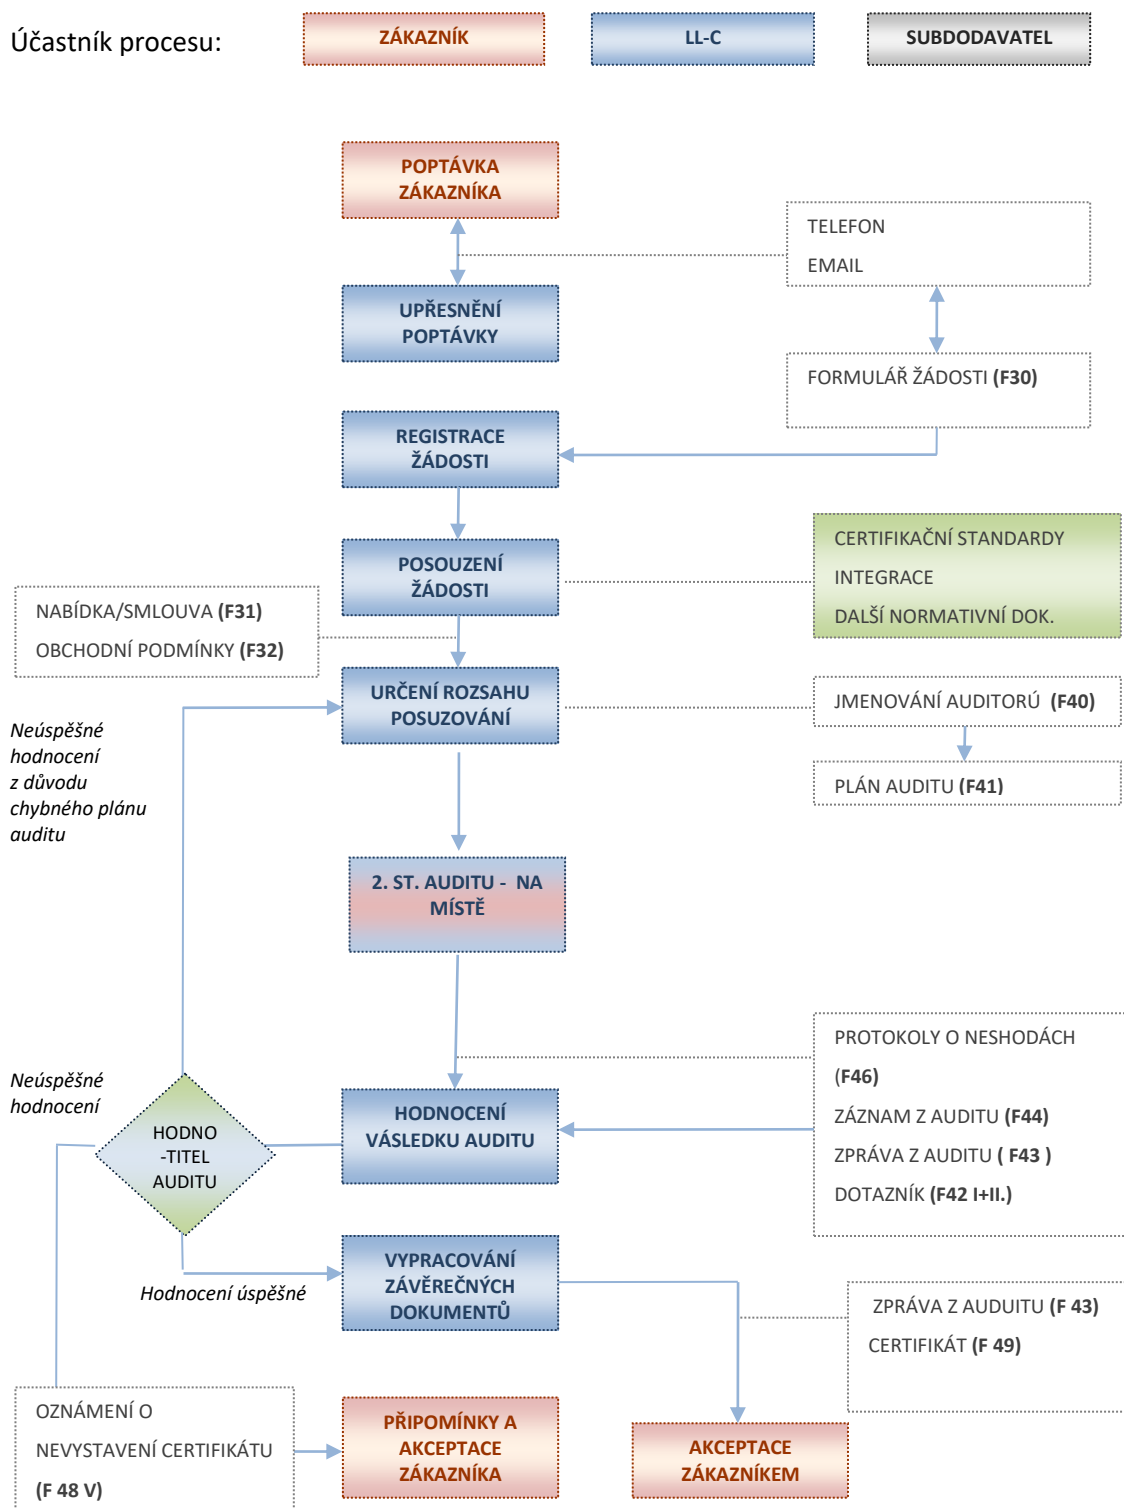 Účastník procesu:
ZÁKAZNÍK
LL-C
SUBDODAVATEL
POPTÁVKA
ZÁKAZNÍKA
TELEFON
EMAIL
UPŘESNĚNÍ
POPTÁVKY
FORMULÁŘ ŽÁDOSTI (F30)
REGISTRACE
ŽÁDOSTI
POSOUZENÍ
ŽÁDOSTI
CERTIFIKAČNÍ STANDARDY
INTEGRACE
DALŠÍ NORMATIVNÍ DOK.
NABÍDKA/SMLOUVA (F31)
OBCHODNÍ PODMÍNKY (F32)
URČENÍ ROZSAHU
POSUZOVÁNÍ
JMENOVÁNÍ AUDITORÚ (F40)
PLÁN AUDITU (F41)
Neúspěšné
hodnocení
z důvodu
chybného plánu
auditu
2. ST. AUDITU - NA
MÍSTĚ
PROTOKOLY O NESHODÁCH
(F46)
ZÁZNAM Z AUDITU (F44)
ZPRÁVA Z AUDITU ( F43 )
DOTAZNÍK (F42 I+II.)
Neúspěšné
hodnocení
HODNOCENÍ
VÁSLEDKU AUDITU
HODNO
-TITEL
AUDITU
VYPRACOVÁNÍ
ZÁVĚREČNÝCH
DOKUMENTŮ
Hodnocení úspěšné
ZPRÁVA Z AUDUITU (F 43)
CERTIFIKÁT (F 49)
OZNÁMENÍ O
NEVYSTAVENÍ CERTIFIKÁTU
(F 48 V)
PŘIPOMÍNKY A
AKCEPTACE
ZÁKAZNÍKA
AKCEPTACE
ZÁKAZNÍKEM